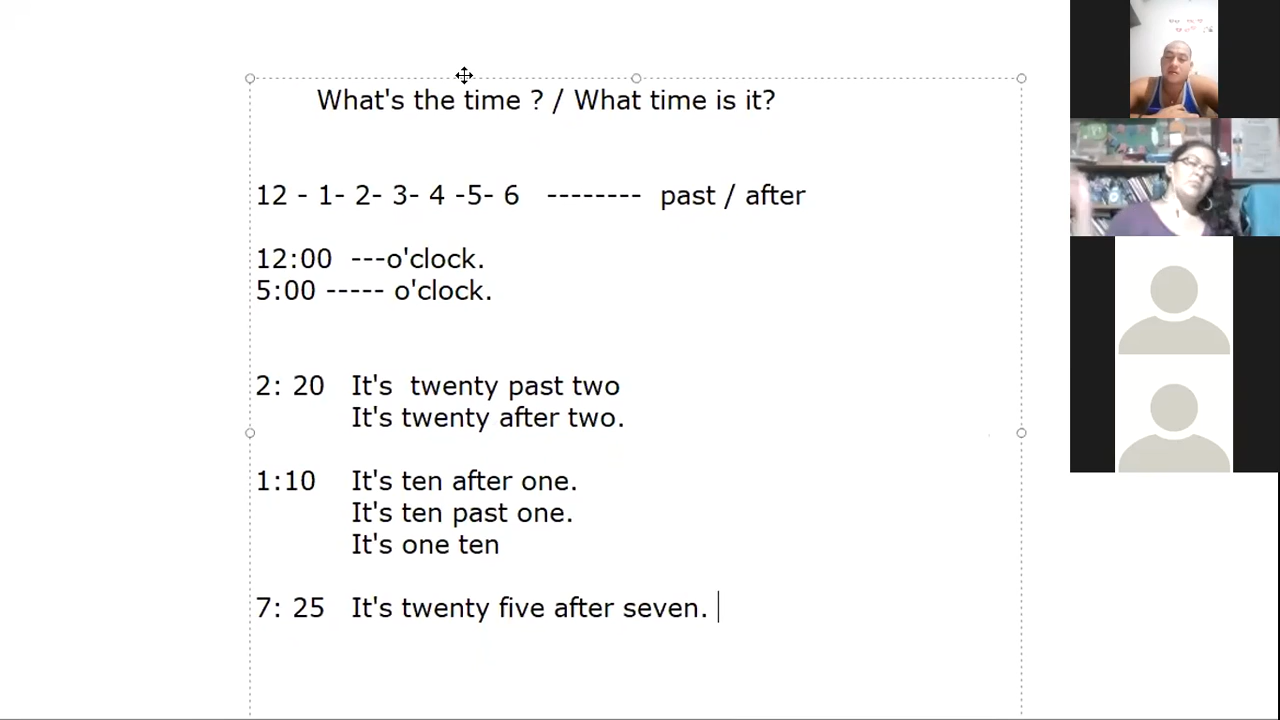 What's the time ? / What time is it?
12 - 1- 2- 3- 4 -5- 6 -------- past / after
12:00 ---o'clock.
5:00 ----- o'clock.
2: 20 It's twenty past two
It's twenty after two.
1:10 It's ten after one.
It's ten past one.
It's one ten
7: 25 It's twenty five after seven.